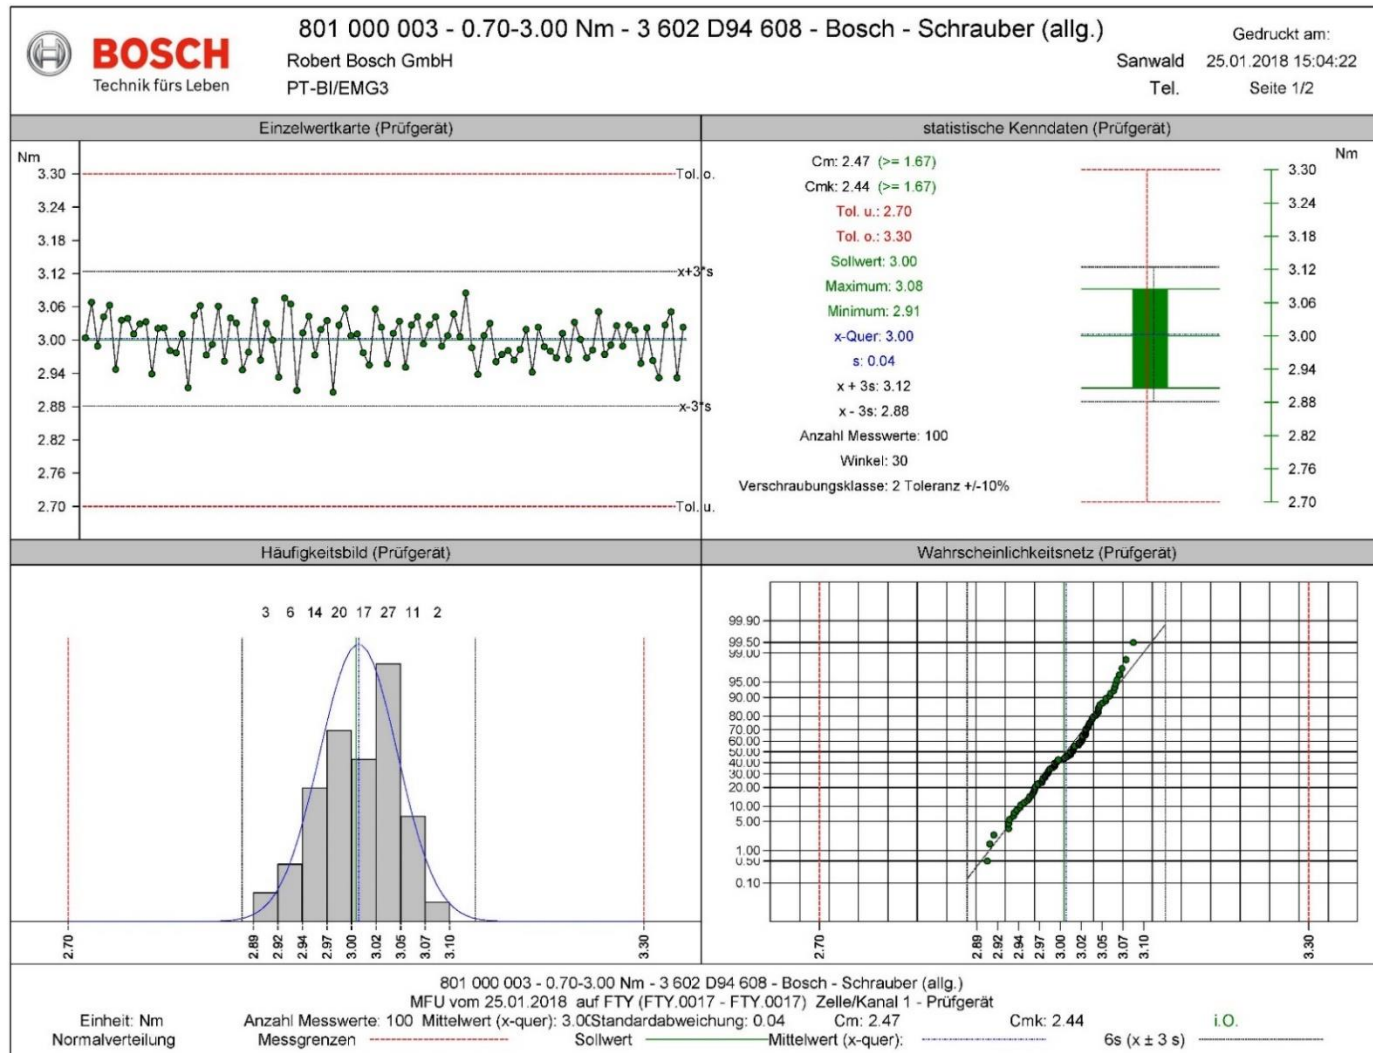 801 000 003 - 0.70-3.00 Nm - 3 602 D94 608 - Bosch - Schrauber (allg.)
Gedruckt am:
BOSCH
Technik fürs Leben
Robert Bosch GmbH
Sanwald 25.01.2018 15:04:22
PT-BI/EMG3
Tel. Seite 1/2
Einzelwertkarte (Prüfgerät)
Nm
3.30
3.24
3.18
3.12
3.06
3.00
2.94
2.88
2.82
2.76
2.70
Tol. o.
x+3*s
x-3*s
Tol. u.
statistische Kenndaten (Prüfgerät)
Cm: 2.47 (>= 1.67)
Cmk: 2.44 (>= 1.67)
Tol. u.: 2.70
Tol. o.: 3.30
Sollwert: 3.00
Maximum: 3.08
Minimum: 2.91
x-Quer: 3.00
s: 0.04
x + 3s: 3.12
x - 3s: 2.88
Anzahl Messwerte: 100
Winkel: 30
Verschraubungsklasse: 2 Toleranz +/-10%
Nm
3.30
3.24
3.18
3.12
3.06
3.00
2.94
2.88
2.82
2.76
2.70
Häufigkeitsbild (Prüfgerät)
3 6 14 20 17 27 11 2
2.70 2.89 2.92 2.94 2.97 3.00 3.02 3.05 3.07 3.10 3.30
Wahrscheinlichkeitsnetz (Prüfgerät)
99.90
99.50
99.00
95.00
90.00
80.00
70.00
60.00
50.00
40.00
30.00
20.00
10.00
5.00
1.00
0.50
0.10
2.70 2.89 2.92 2.94 2.97 3.00 3.02 3.05 3.07 3.10 3.30
801 000 003 - 0.70-3.00 Nm - 3 602 D94 608 - Bosch - Schrauber (allg.)
MFU vom 25.01.2018 auf FTY (FTY.0017 - FTY.0017) Zelle/Kanal 1 - Prüfgerät
Einheit: Nm Anzahl Messwerte: 100 Mittelwert (x-quer): 3.00 Standardabweichung: 0.04 Cm: 2.47 Cmk: 2.44 i.O.
Normalverteilung Messgrenzen Sollwert Mittelwert (x-quer): 6s (x ± 3 s)